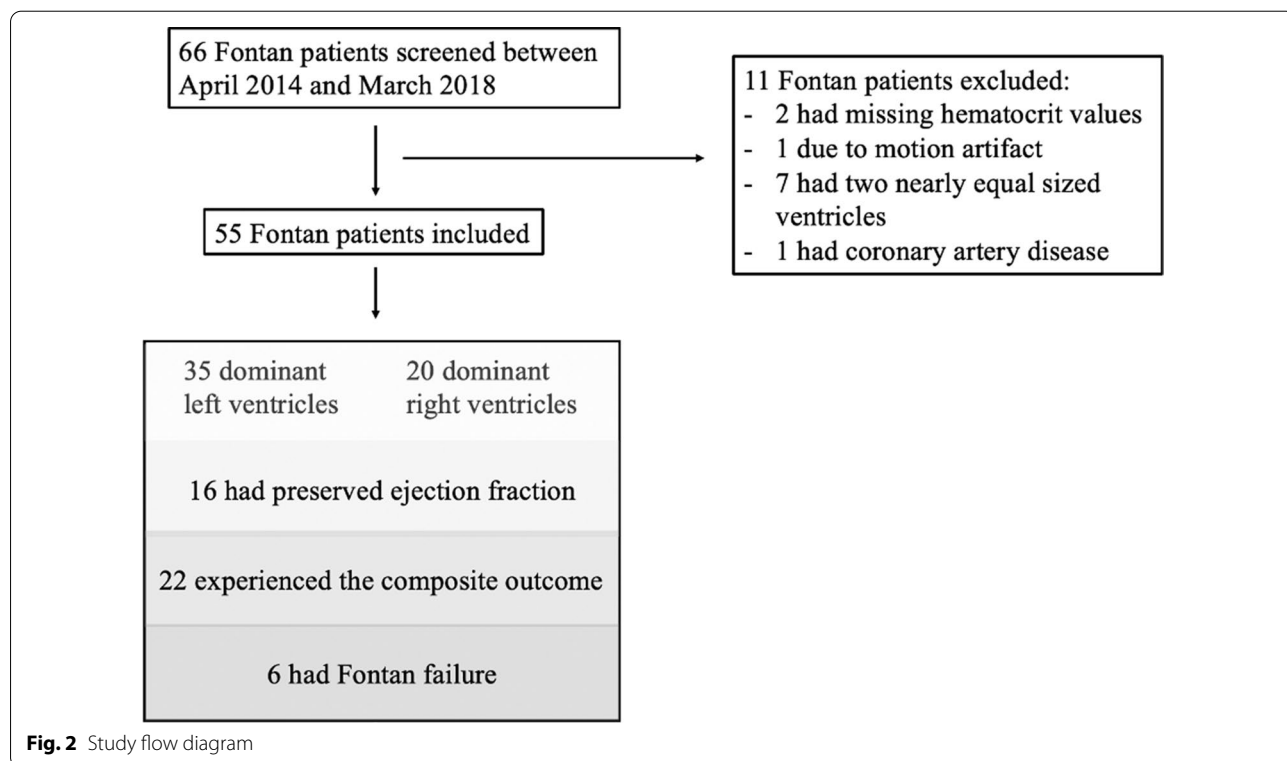 66 Fontan patients screened between
April 2014 and March 2018
11 Fontan patients excluded:
- 2 had missing hematocrit values
- 1 due to motion artifact
- 7 had two nearly equal sized
ventricles
- 1 had coronary artery disease
55 Fontan patients included
35 dominant
left ventricles
20 dominant
right ventricles
16 had preserved ejection fraction
22 experienced the composite outcome
6 had Fontan failure
Fig. 2 Study flow diagram